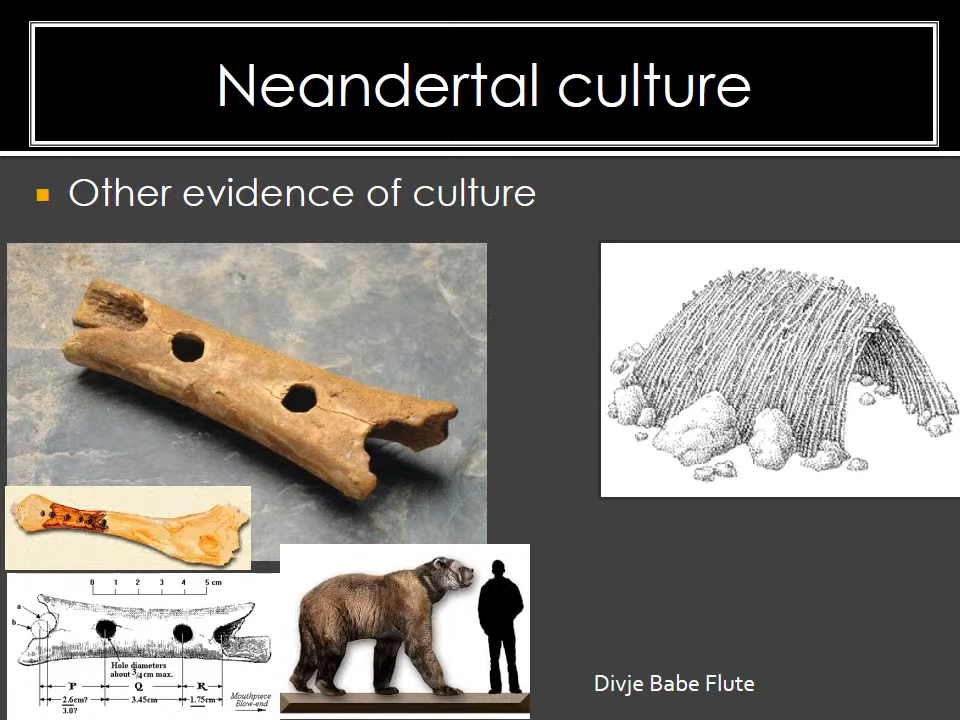 Neandertal culture
Other evidence of culture
0 1 2 3 4 5 cm
a
b
Hole diameters
about 3/4 cm max.
P Q R
2.6cm? 3.45cm 1.75cm
3.0?
Mouthpiece
Blow-end
Divje Babe Flute